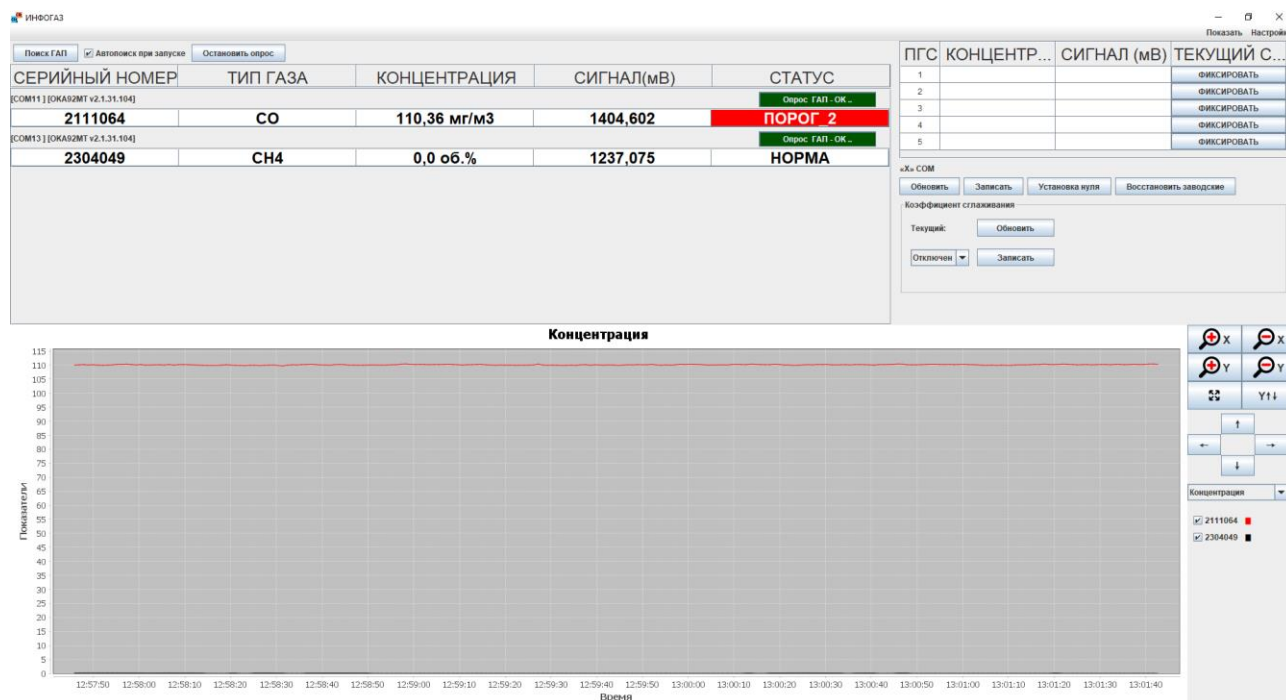 ИНФОГАЗ
Показать Настройк
Поиск ГАП Автопоиск при запуске Остановить опрос
СЕРИЙНЫЙ НОМЕР ТИП ГАЗА КОНЦЕНТРАЦИЯ СИГНАЛ(мВ) СТАТУС
[COM11 ] [ОКА92МТ v2.1.31.104] Опрос ГАП - ОК ..
2111064 CO 110,36 мг/м3 1404,602 ПОРОГ_2
[COM13 ] [ОКА92МТ v2.1.31.104] Опрос ГАП - ОК ..
2304049 CH4 0,0 об.% 1237,075 НОРМА
ПГС КОНЦЕНТР... СИГНАЛ (мВ) ТЕКУЩИЙ С...
1 ФИКСИРОВАТЬ
2 ФИКСИРОВАТЬ
3 ФИКСИРОВАТЬ
4 ФИКСИРОВАТЬ
5 ФИКСИРОВАТЬ
«X» COM
Обновить Записать Установка нуля Восстановить заводские
Коэффициент сглаживания
Текущий: Обновить
Отключен Записать
Концентрация
115
110
105
100
95
90
85
80
75
70
65
60
55
50
45
40
35
30
25
20
15
10
5
0
Показатели
12:57:50 12:58:00 12:58:10 12:58:20 12:58:30 12:58:40 12:58:50 12:59:00 12:59:10 12:59:20 12:59:30 12:59:40 12:59:50 13:00:00 13:00:10 13:00:20 13:00:30 13:00:40 13:00:50 13:01:00 13:01:10 13:01:20 13:01:30 13:01:40
Время
X X
Y Y
Y↑↓
↑
← →
↓
Концентрация
2111064
2304049